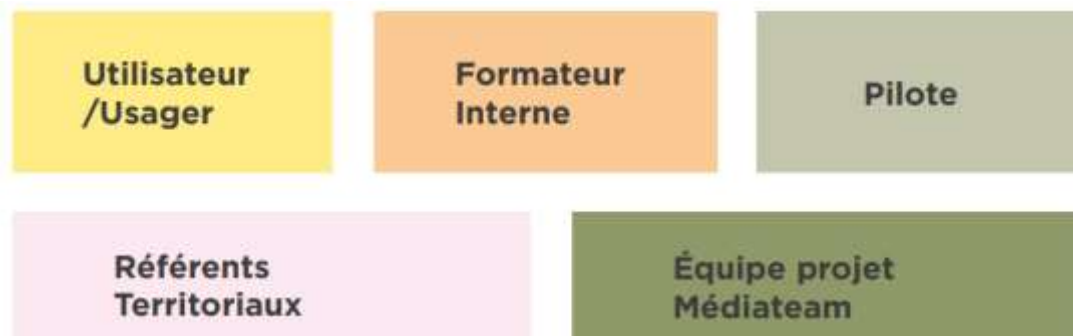 Utilisateur
/Usager
Formateur
Interne
Pilote
Référents
Territoriaux
Équipe projet
Médiateam